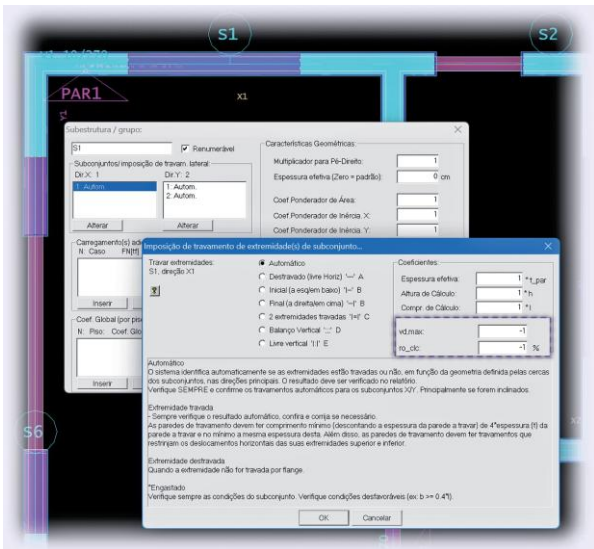 S1
S2
PAR1
X1
Subestrutura / grupo:
S1
Renumerável
Subconjuntos/imposição de travam. lateral:
Dir.X: 1
Dir.Y: 2
1. Autom.
1. Autom.
2. Autom.
Alterar
Alterar
Características Geométricas:
Multiplicador para Pé-Direito:
1
Espessura efetiva (Zero = padrão):
0 cm
Coef Ponderador de Área:
1
Coef Ponderador de Inércia. X:
1
Coef Ponderador de Inércia. Y:
1
N: Caso
Inserir
N: Piso:
Inserir
S6
Imposição de travamento de extremidade(s) de subconjunto...
Travar extremidades:
S1, direção X1
Automático
Destravado (livre Horiz) '—' A
Inicial (a esq/em baixo) '|–' B
Final (a direita/em cima) '–|' B
2 extremidades travadas '|=|' C
Balanço Vertical
Livre vertical
Coeficientes:
Espessura efetiva:
1 * t_par
Altura de Cálculo:
1 * h
Compr. de Cálculo:
1 * l
vd.max:
-1
ro_clc:
-1 %
Automático
O sistema identifica automaticamente se as extremidades estão travadas ou não, em função da geometria definida pelas cercas
dos subconjuntos, nas direções principais. O resultado deve ser verificado no relatório.
Verifique SEMPRE e confirme os travamentos automáticos para os subconjuntos X/Y. Principalmente se forem inclinados.
Extremidade travada
- Sempre verifique o resultado automático, confira e corrija se necessário.
As paredes de travamento devem ter comprimento mínimo (descontando a espessura da parede a travar) de 4*espessura (t) da
parede a travar e no mínimo a mesma espessura desta. Além disso, as paredes de travamento devem ter travamentos que
restrinjam os deslocamentos horizontais das suas extremidades superior e inferior.
Extremidade destravada
Quando a extremidade não for travada por flange.
*Engastado
Verifique sempre as condições do subconjunto. Verifique condições desfavoráveis (ex: b >= 0.4*l).
OK
Cancelar